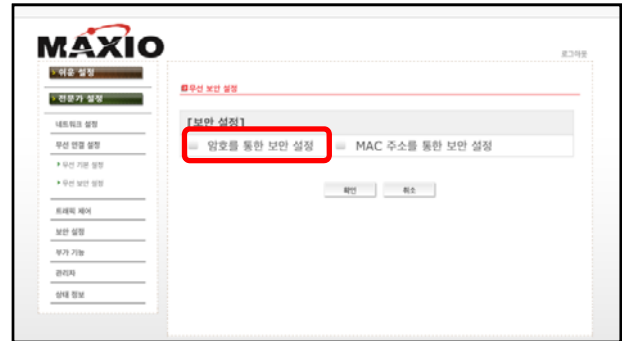 MAXIO
로그아웃
쉬운 설정
전문가 설정
네트워크 설정
무선 연결 설정
무선 기본 설정
무선 보안 설정
트래픽 제어
보안 설정
부가 기능
관리자
상태 정보
무선 보안 설정
[보안 설정]
암호를 통한 보안 설정 MAC 주소를 통한 보안 설정
확인 취소